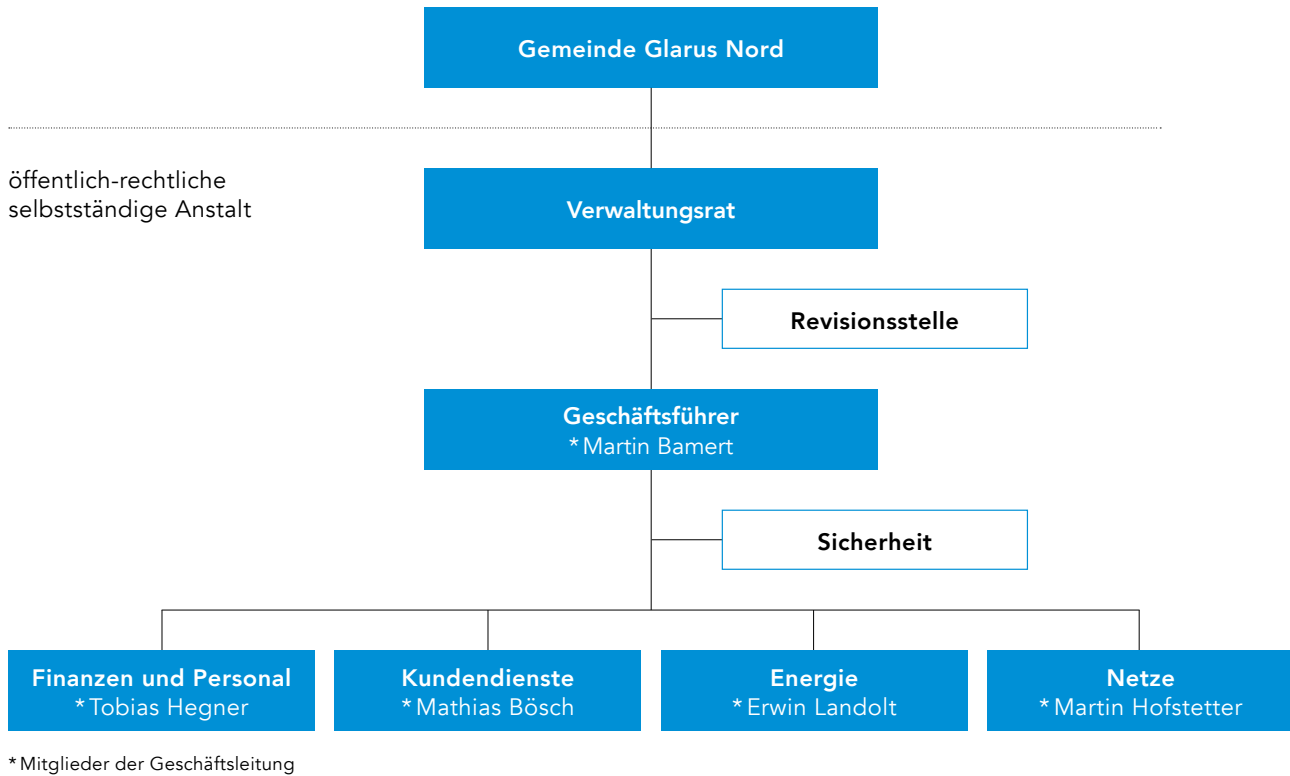 Gemeinde Glarus Nord
öffentlich-rechtliche
selbstständige Anstalt
Verwaltungsrat
Revisionsstelle
Geschäftsführer
* Martin Bamert
Sicherheit
Finanzen und Personal
* Tobias Hegner
Kundendienste
* Mathias Bösch
Energie
* Erwin Landolt
Netze
* Martin Hofstetter
* Mitglieder der Geschäftsleitung